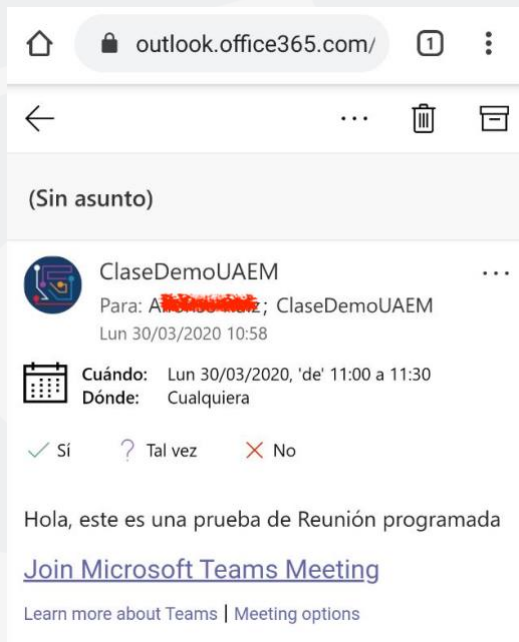 outlook.office365.com/
1
(Sin asunto)
ClaseDemoUAEM
Para: ; ClaseDemoUAEM
Lun 30/03/2020 10:58
Cuándo: Lun 30/03/2020, 'de' 11:00 a 11:30
Dónde: Cualquiera
Sí
Tal vez
No
Hola, este es una prueba de Reunión programada
Join Microsoft Teams Meeting
Learn more about Teams | Meeting options